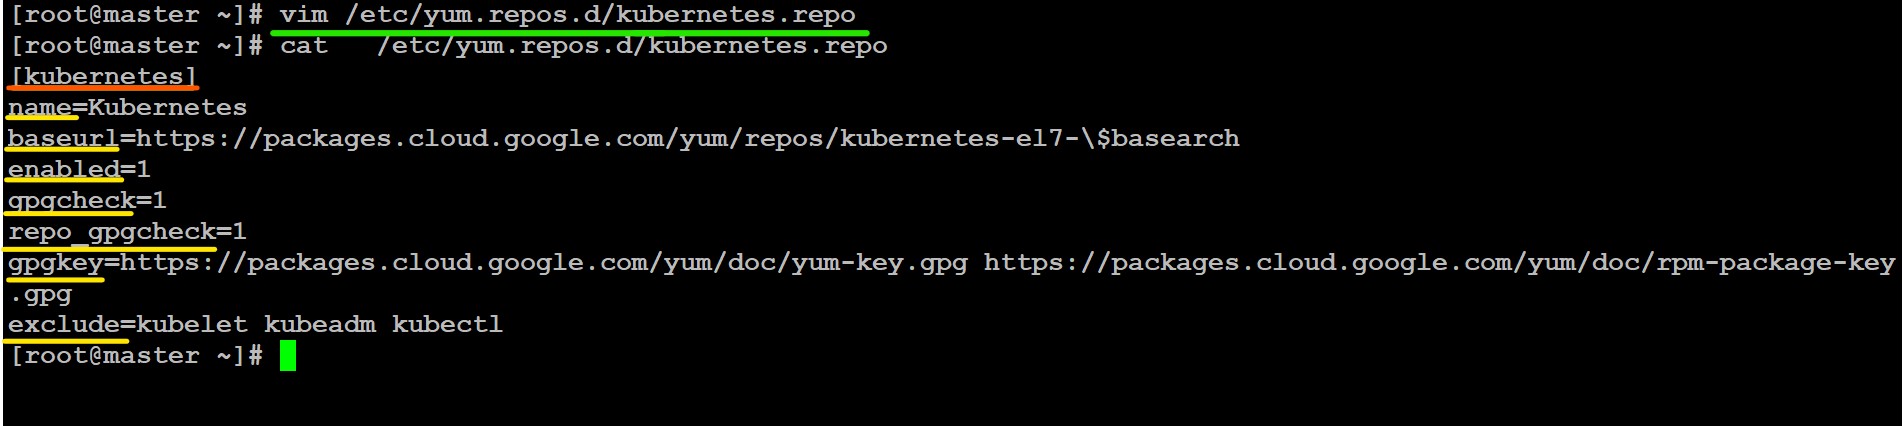 [root@master ~]# vim /etc/yum.repos.d/kubernetes.repo
[root@master ~]# cat   /etc/yum.repos.d/kubernetes.repo
[kubernetes]
name=Kubernetes
baseurl=https://packages.cloud.google.com/yum/repos/kubernetes-el7-\$basearch
enabled=1
gpgcheck=1
repo_gpgcheck=1
gpgkey=https://packages.cloud.google.com/yum/doc/yum-key.gpg https://packages.cloud.google.com/yum/doc/rpm-package-key
.gpg
exclude=kubelet kubeadm kubectl
[root@master ~]#